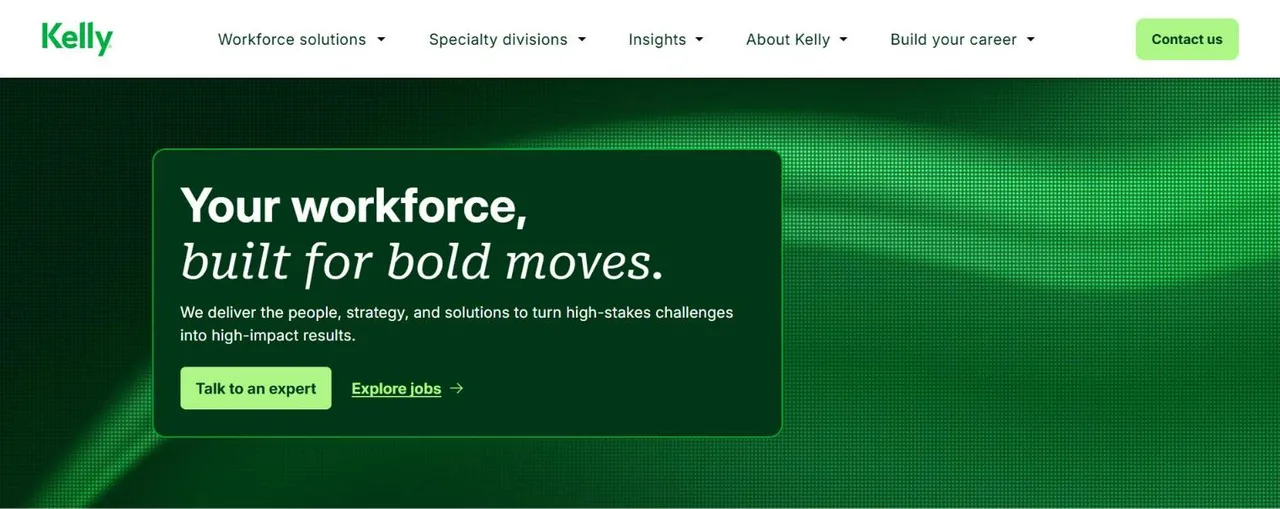 Kelly
Workforce solutions
Specialty divisions
Insights
About Kelly
Build your career
Contact us
Your workforce,
built for bold moves.
We deliver the people, strategy, and solutions to turn high-stakes challenges
into high-impact results.
Talk to an expert
Explore jobs →